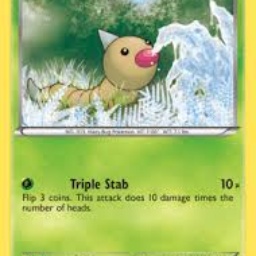 Triple Stab 10×
Flip 3 coins. This attack does 10 damage times the
number of heads.